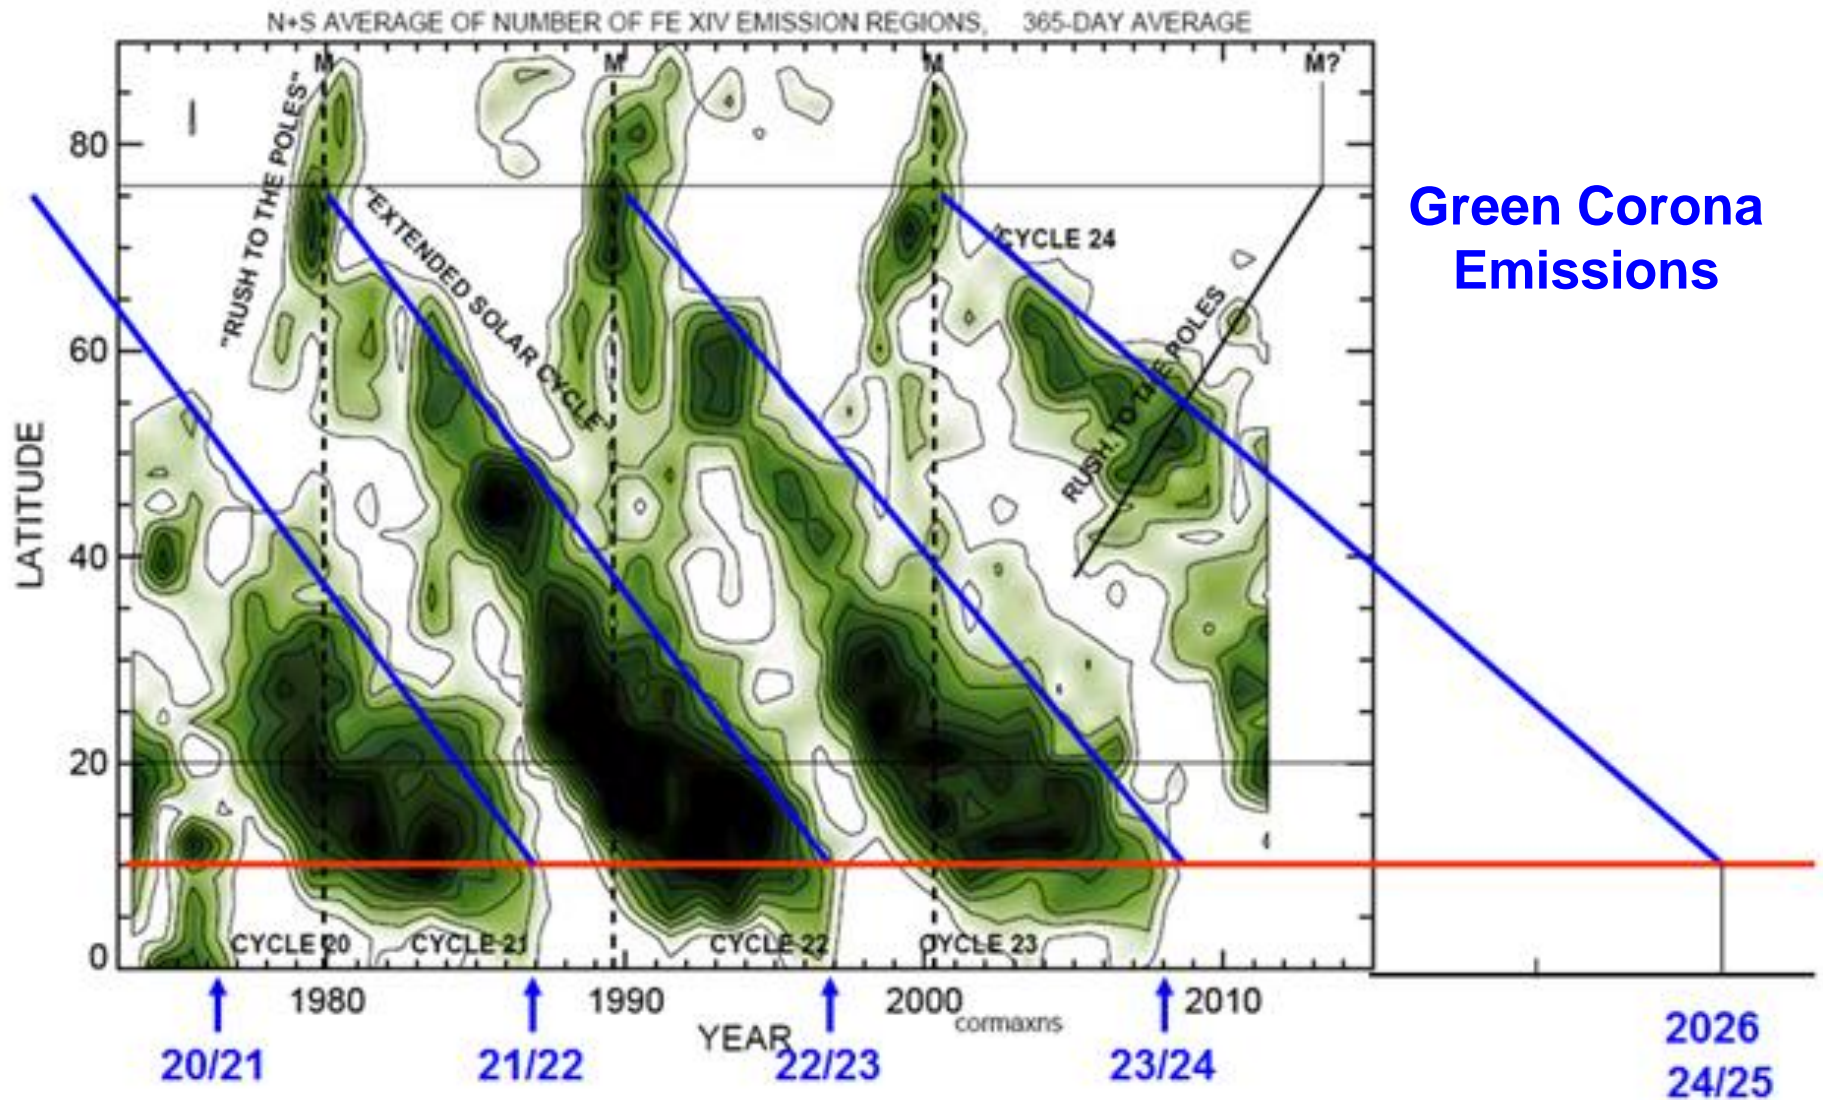 N+S AVERAGE OF NUMBER OF FE XIV EMISSION REGIONS, 365-DAY AVERAGE
M M M M?
"RUSH TO THE POLES"
"EXTENDED SOLAR CYCLE"
CYCLE 24
RUSH TO THE POLES
Green Corona
Emissions
80
60
40
20
0
LATITUDE
CYCLE 20 CYCLE 21 CYCLE 22 CYCLE 23
1980 1990 2000 2010
YEAR
cormaxns
20/21 21/22 22/23 23/24
2026
24/25